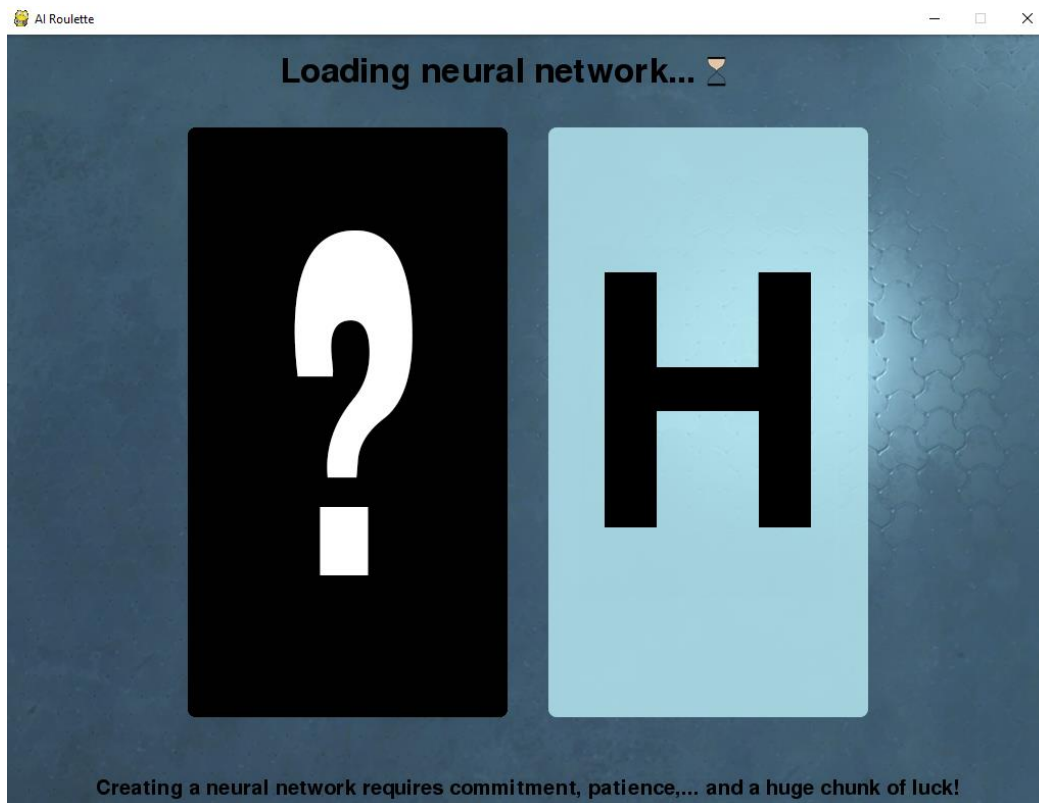 AI Roulette
Loading neural network... ⏳
?
H
Creating a neural network requires commitment, patience,... and a huge chunk of luck!